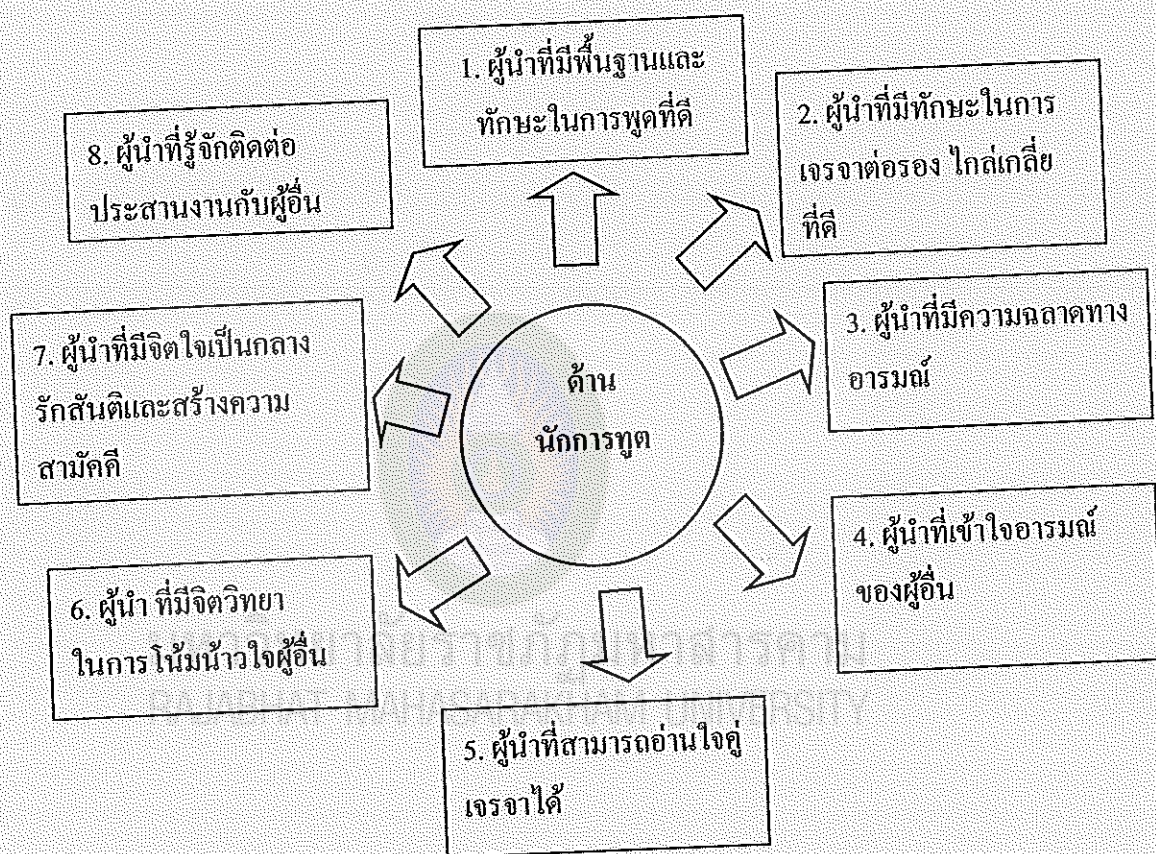 1. ผู้นำที่มีพื้นฐานและ
ทักษะในการพูดที่ดี
2. ผู้นำที่มีทักษะในการ
เจรจาต่อรอง ไกล่เกลี่ย
ที่ดี
3. ผู้นำที่มีความฉลาดทาง
อารมณ์
4. ผู้นำที่เข้าใจอารมณ์
ของผู้อื่น
5. ผู้นำที่สามารถอ่านใจคู่
เจรจาได้
6. ผู้นำ ที่มีจิตวิทยา
ในการโน้มน้าวใจผู้อื่น
7. ผู้นำที่มีจิตใจเป็นกลาง
รักสันติและสร้างความ
สามัคคี
8. ผู้นำที่รู้จักติดต่อ
ประสานงานกับผู้อื่น
ด้าน
นักการทูต